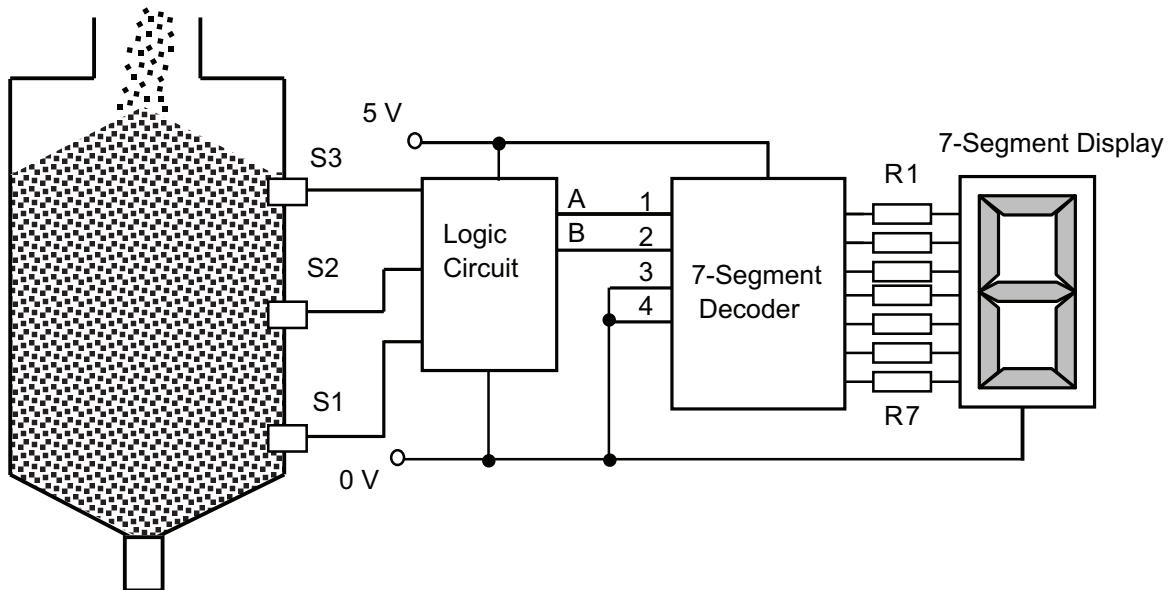 5 V
7-Segment Display
S3
R1
A
1
B
2
Logic
Circuit
3
7-Segment
Decoder
S2
4
S1
R7
0 V